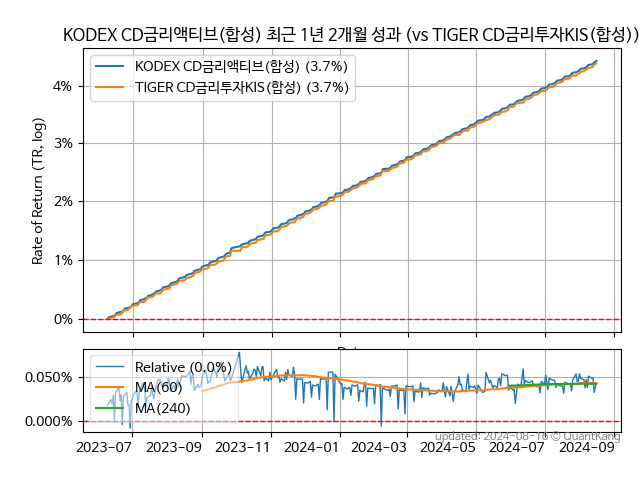 KODEX CD금리액티브(합성) 최근 1년 2개월 성과 (vs TIGER CD금리투자KIS(합성))
KODEX CD금리액티브(합성) (3.7%)
TIGER CD금리투자KIS(합성) (3.7%)
Rate of Return (TR, log)
4%
3%
2%
1%
0%
Relative (0.0%)
MA(60)
MA(240)
0.050%
0.000%
2023-07 2023-09 2023-11 2024-01 2024-03 2024-05 2024-07 2024-09
updated: 2024-08-16 © QuantKang